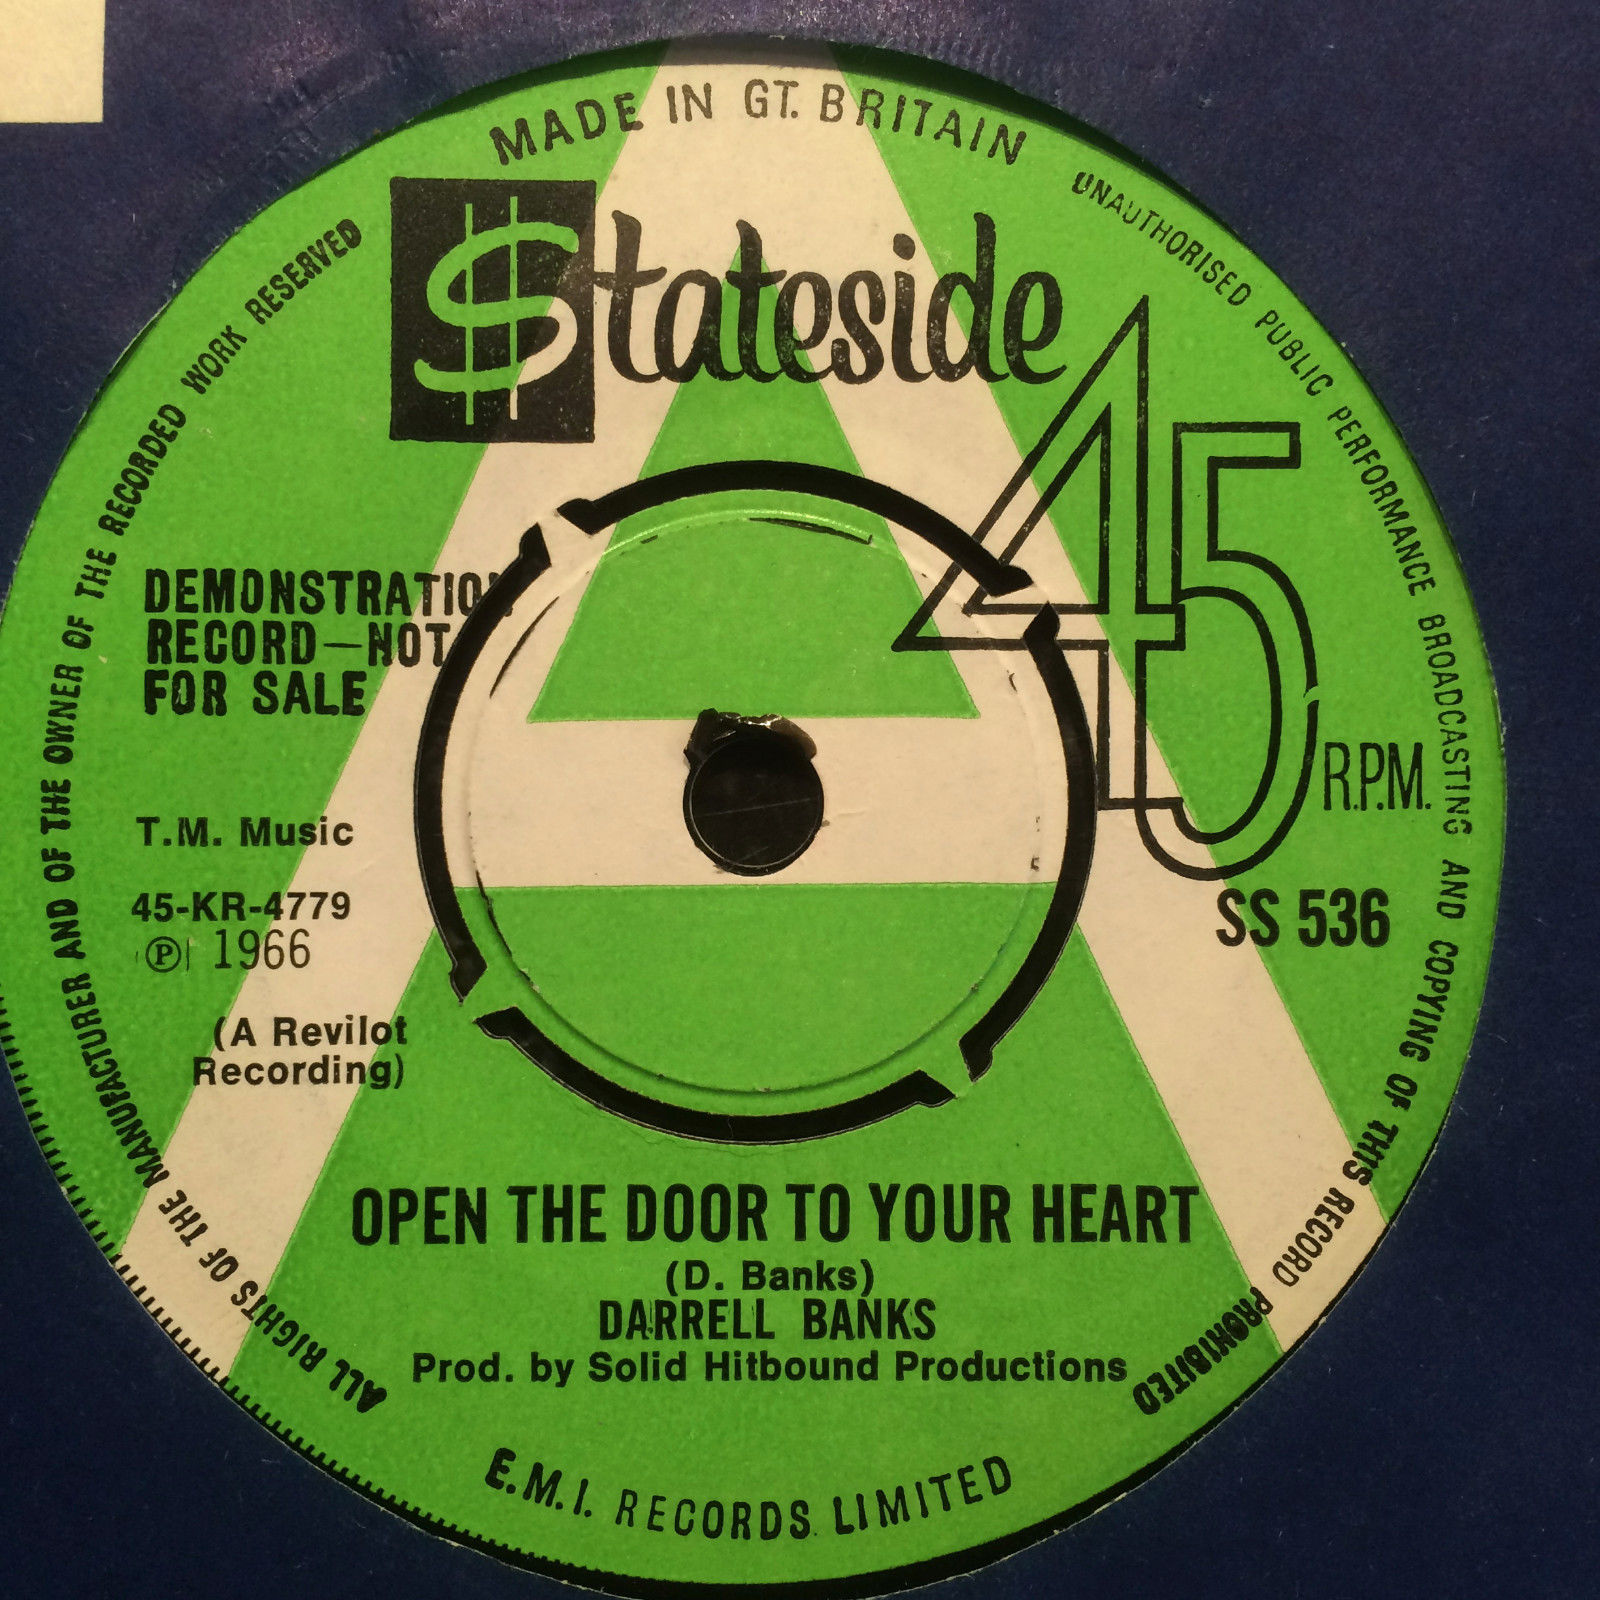 MADE IN GT. BRITAIN
UNAUTHORISED PUBLIC PERFORMANCE BROADCASTING AND COPYING OF THIS RECORD PROHIBITED
ALL RIGHTS OF THE MANUFACTURER AND OF THE OWNER OF THE RECORDED WORK RESERVED
Stateside
45
R.P.M.
DEMONSTRATION
RECORD—NOT
FOR SALE
T.M. Music
45-KR-4779
℗ 1966
SS 536
(A Revilot
Recording)
OPEN THE DOOR TO YOUR HEART
(D. Banks)
DARRELL BANKS
Prod. by Solid Hitbound Productions
E.M.I. RECORDS LIMITED